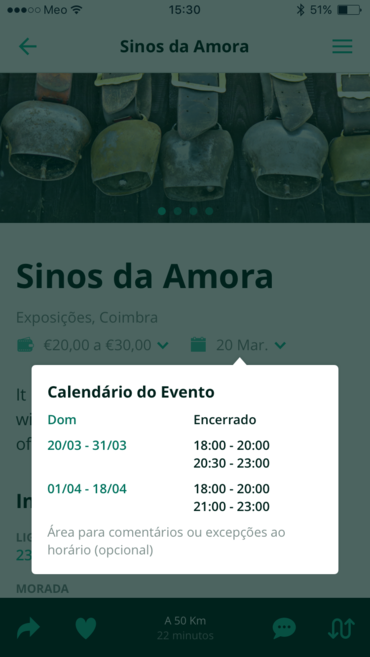 Meo 15:30 51%
Sinos da Amora
Sinos da Amora
Exposições, Coimbra
€20,00 a €30,00 20 Mar.
It
wi
of
Calendário do Evento
Dom Encerrado
20/03 - 31/03 18:00 - 20:00
20:30 - 23:00
01/04 - 18/04 18:00 - 20:00
21:00 - 23:00
Área para comentários ou excepções ao
horário (opcional)
In
23
MORADA
A 50 Km
22 minutos